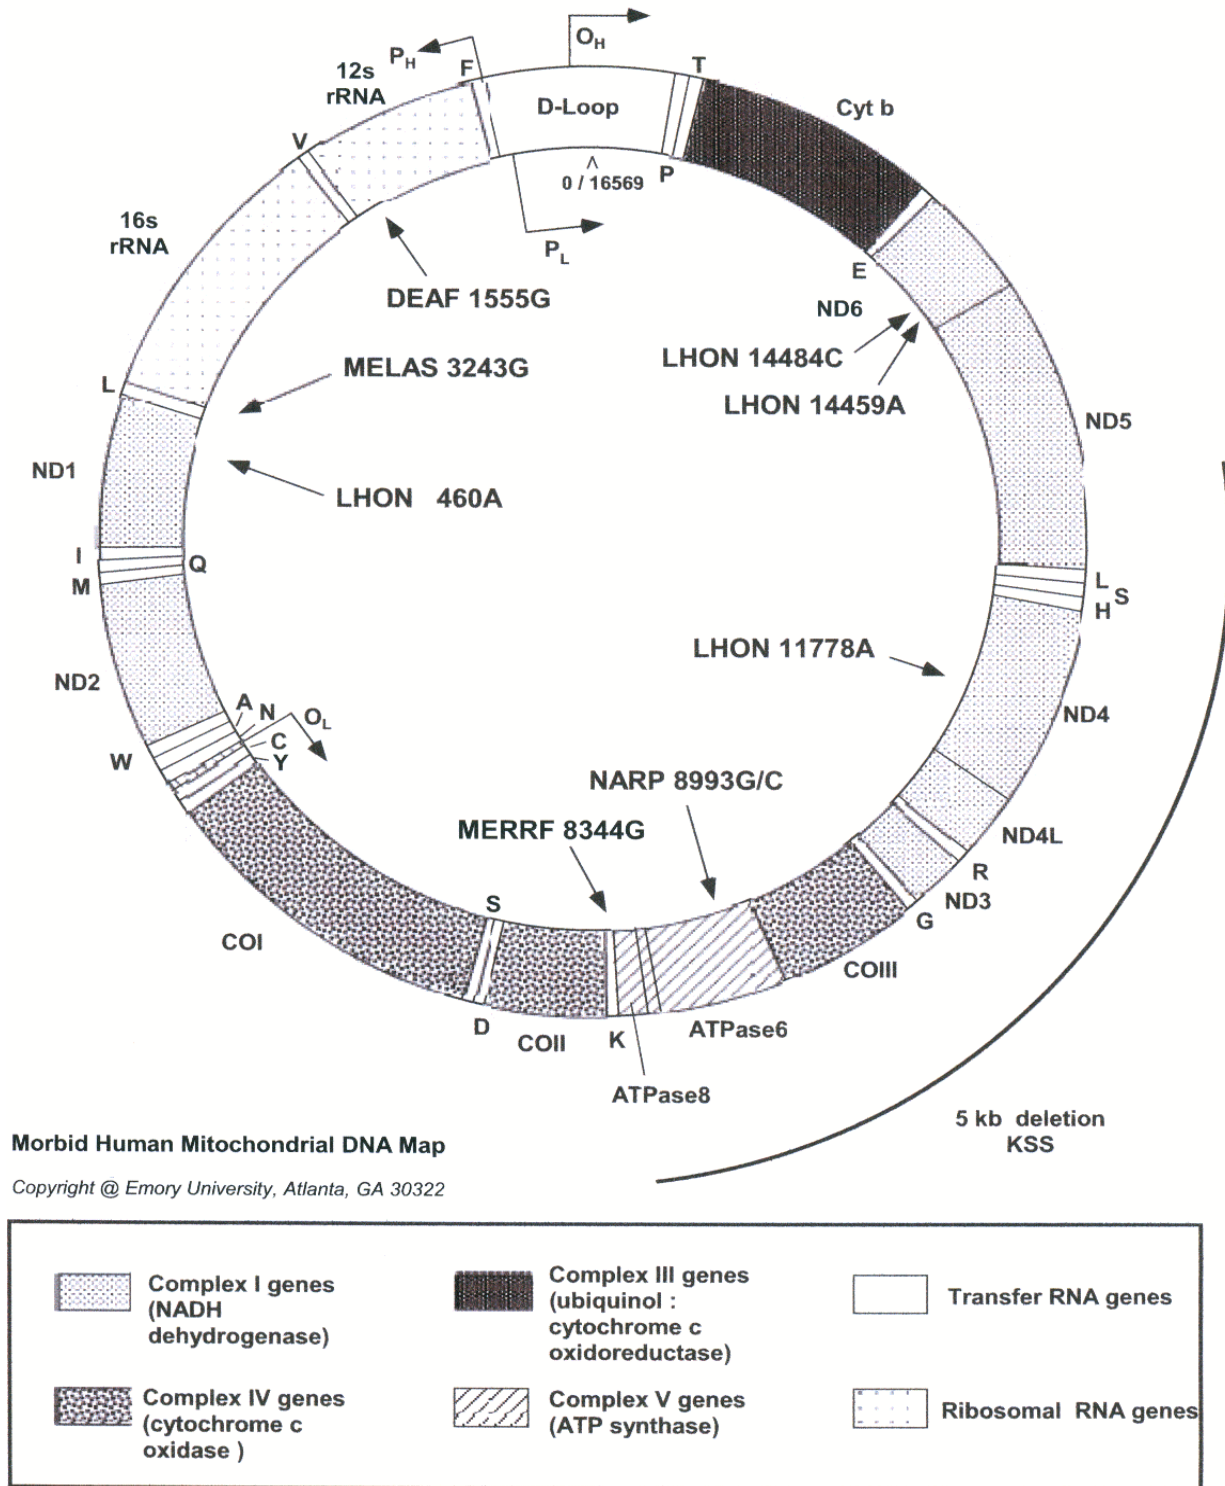 O_H
P_H
F
T
12s
rRNA
D-Loop
Cyt b
V
P
0 / 16569
16s
rRNA
P_L
E
DEAF 1555G
ND6
LHON 14484C
MELAS 3243G
L
LHON 14459A
ND5
ND1
LHON 460A
I
Q
M
L
S
H
LHON 11778A
ND2
A
N
O_L
ND4
C
W
Y
NARP 8993G/C
MERRF 8344G
ND4L
R
S
ND3
G
COI
COIII
D
COII
K
ATPase6
ATPase8
5 kb deletion
KSS
Morbid Human Mitochondrial DNA Map
Copyright @ Emory University, Atlanta, GA 30322
Complex I genes
(NADH
dehydrogenase)
Complex III genes
(ubiquinol :
cytochrome c
oxidoreductase)
Transfer RNA genes
Complex IV genes
(cytochrome c
oxidase )
Complex V genes
(ATP synthase)
Ribosomal RNA genes